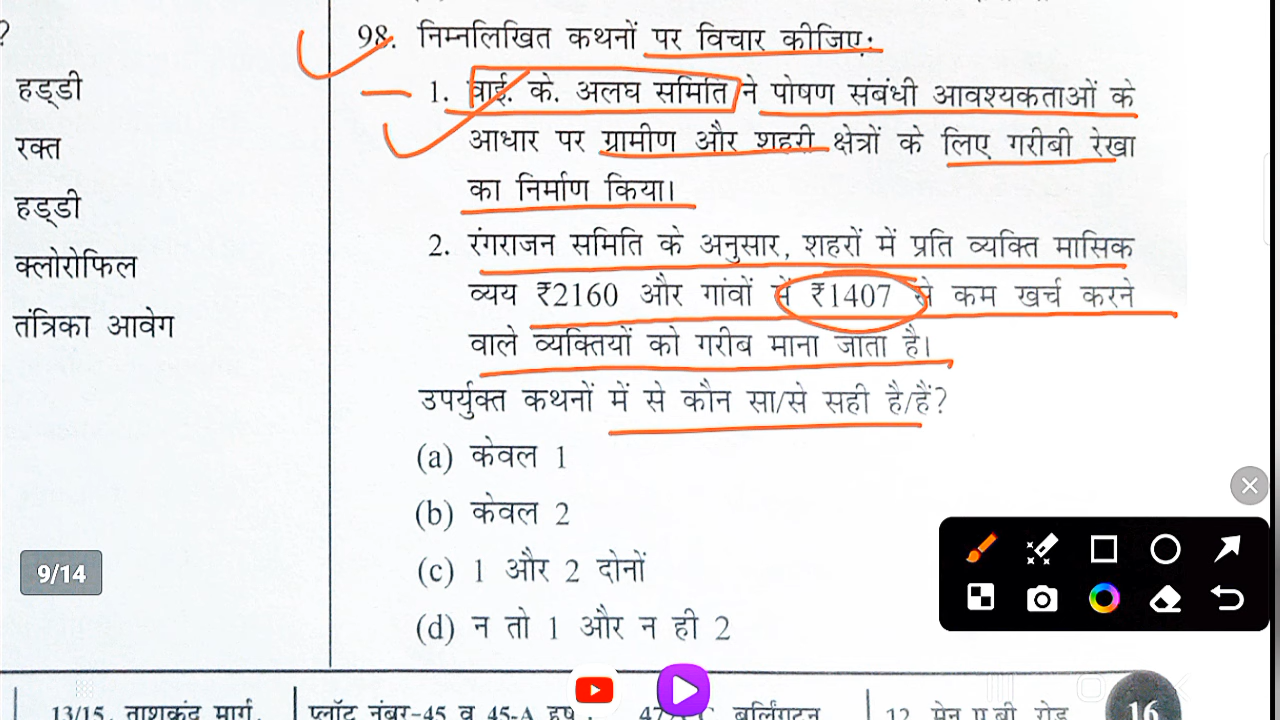 ?
हड्डी
रक्त
हड्डी
क्लोरोफिल
तंत्रिका आवेग
9/14
98. निम्नलिखित कथनों पर विचार कीजिए:
1. वाई. के. अलघ समिति ने पोषण संबंधी आवश्यकताओं के
आधार पर ग्रामीण और शहरी क्षेत्रों के लिए गरीबी रेखा
का निर्माण किया।
2. रंगराजन समिति के अनुसार, शहरों में प्रति व्यक्ति मासिक
व्यय ₹2160 और गांवों में ₹1407 से कम खर्च करने
वाले व्यक्तियों को गरीब माना जाता है।
उपर्युक्त कथनों में से कौन सा/से सही है/हैं?
(a) केवल 1
(b) केवल 2
(c) 1 और 2 दोनों
(d) न तो 1 और न ही 2
13/15, ताशकंद मार्ग, प्लॉट नंबर-45 व 45-A बर्लिंगटन 12, मेन ए.बी. रोड 16